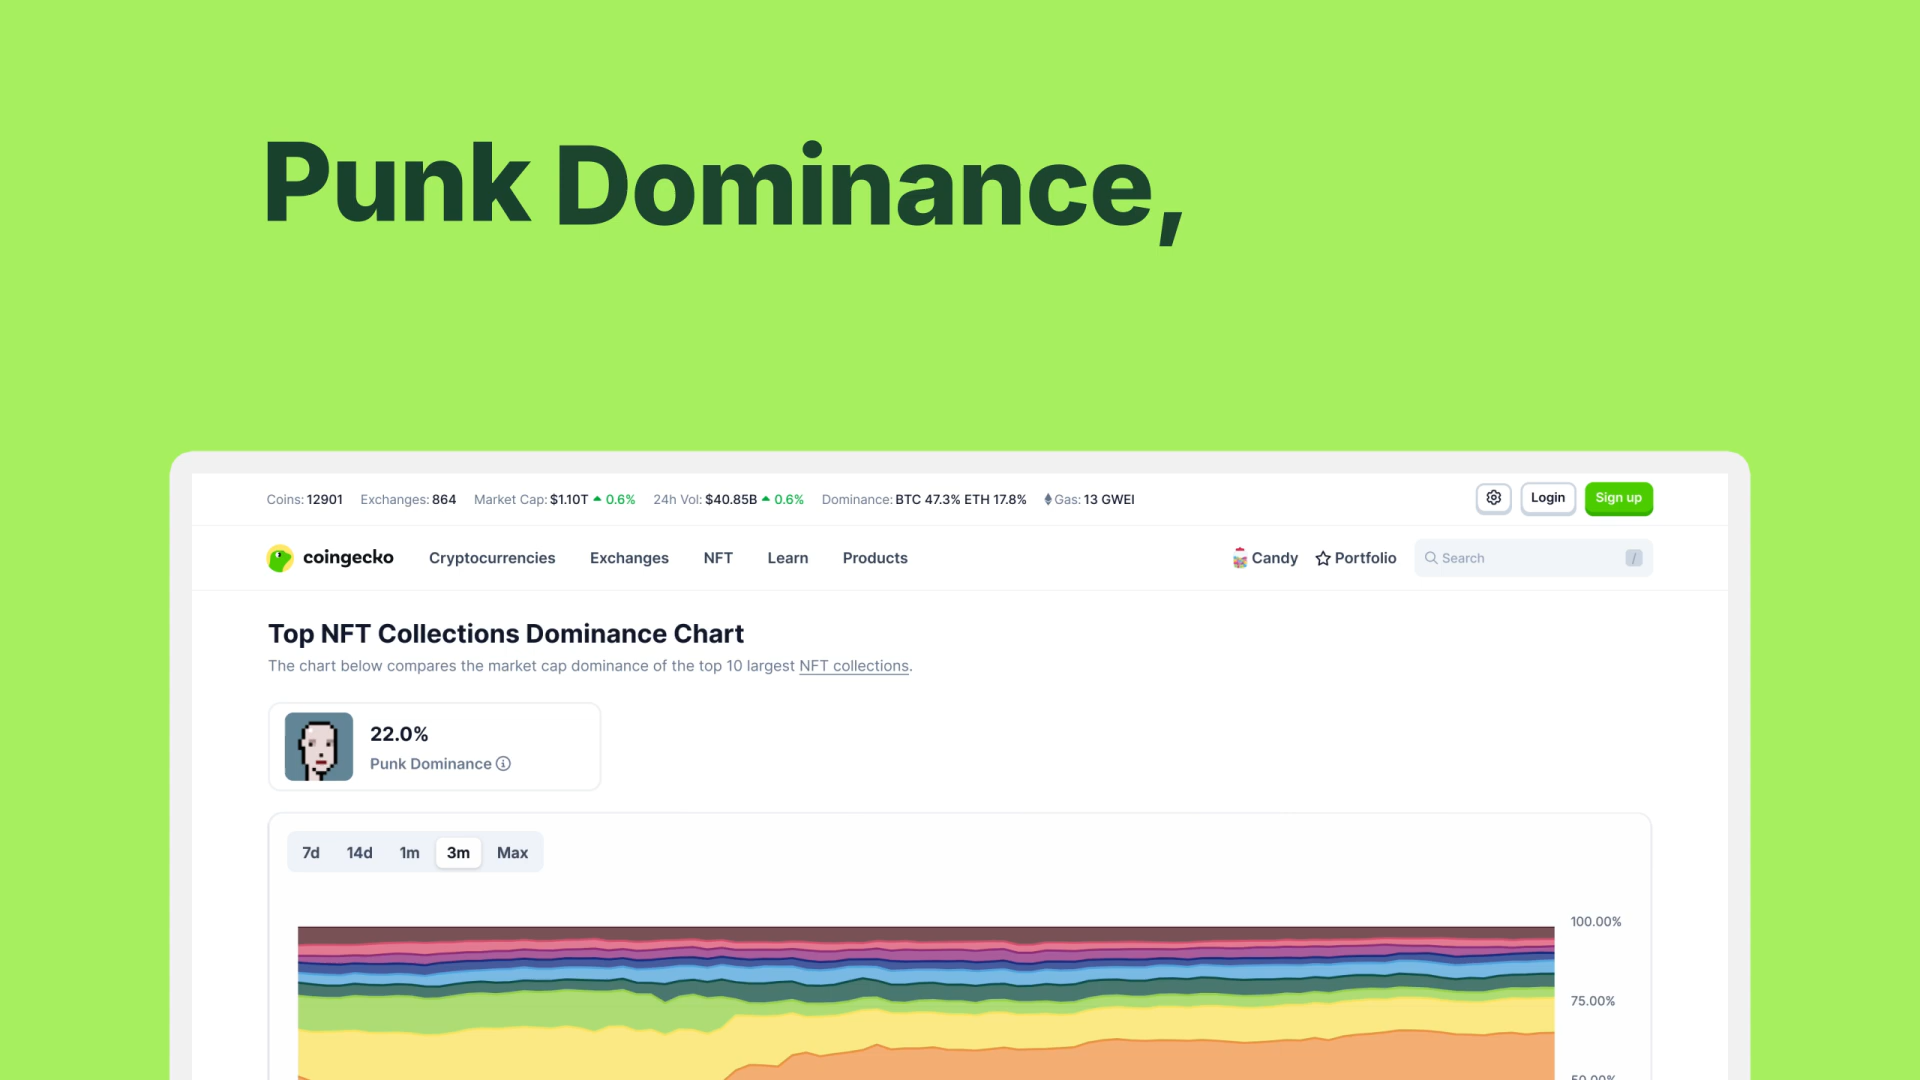 Punk Dominance,
Coins: 12901 Exchanges: 864 Market Cap: $1.10T 0.6% 24h Vol: $40.85B 0.6% Dominance: BTC 47.3% ETH 17.8% Gas: 13 GWEI Login Sign up
coingecko Cryptocurrencies Exchanges NFT Learn Products Candy Portfolio Search /
Top NFT Collections Dominance Chart
The chart below compares the market cap dominance of the top 10 largest NFT collections.
22.0%
Punk Dominance
7d 14d 1m 3m Max
100.00%
75.00%
50.00%